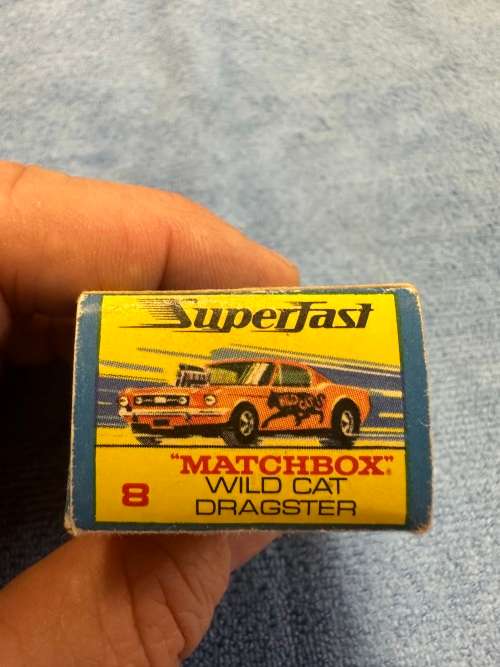 Superfast
"MATCHBOX"
8
WILD CAT
DRAGSTER